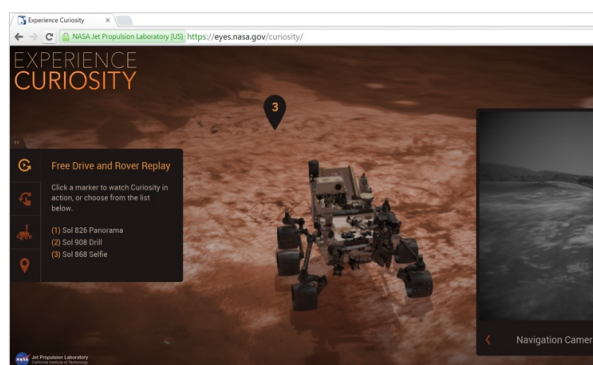 Experience Curiosity
NASA Jet Propulsion Laboratory [US] https://eyes.nasa.gov/curiosity/
EXPERIENCE
CURIOSITY
3
Free Drive and Rover Replay
Click a marker to watch Curiosity in
action, or choose from the list
below.
(1) Sol 826 Panorama
(2) Sol 908 Drill
(3) Sol 868 Selfie
Navigation Camer
NASA
Jet Propulsion Laboratory
California Institute of Technology